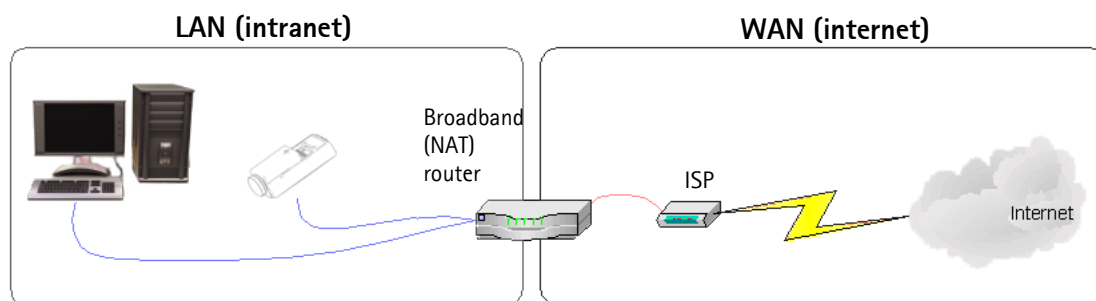 LAN (intranet)
WAN (internet)
Broadband
(NAT)
router
ISP
Internet